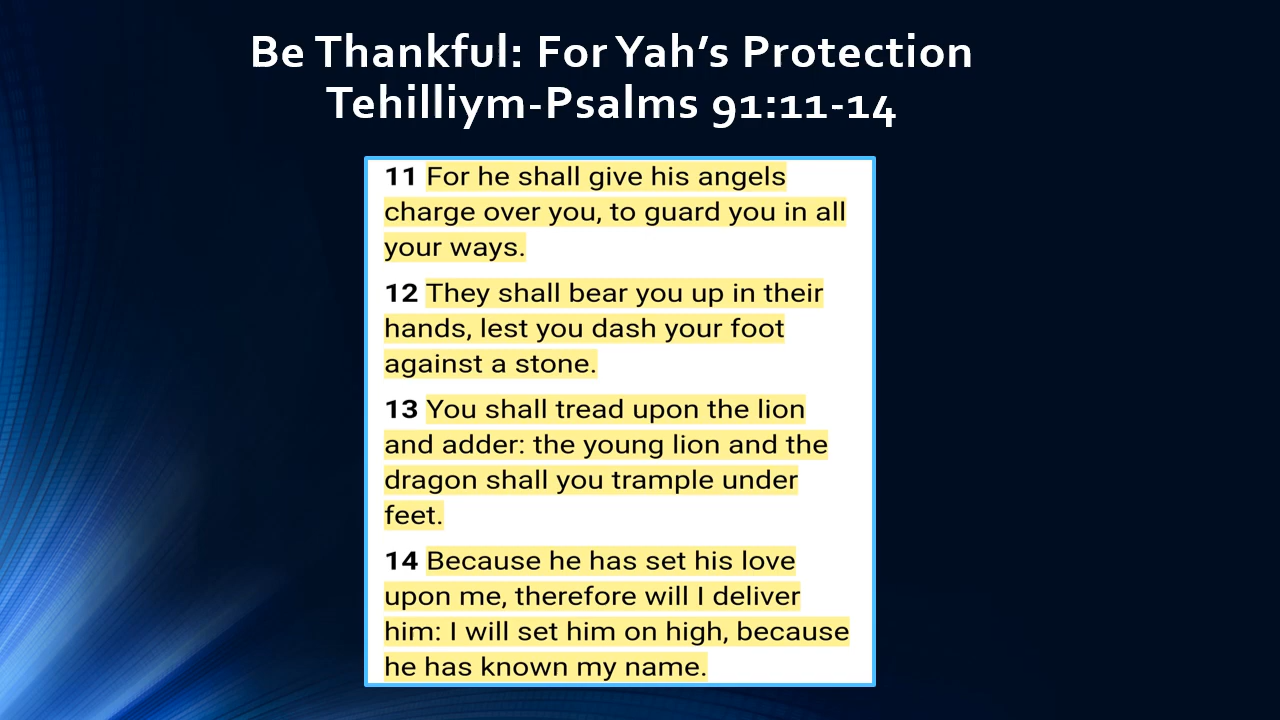 Be Thankful: For Yah’s Protection
Tehilliym-Psalms 91:11-14
11 For he shall give his angels
charge over you, to guard you in all
your ways.
12 They shall bear you up in their
hands, lest you dash your foot
against a stone.
13 You shall tread upon the lion
and adder: the young lion and the
dragon shall you trample under
feet.
14 Because he has set his love
upon me, therefore will I deliver
him: I will set him on high, because
he has known my name.